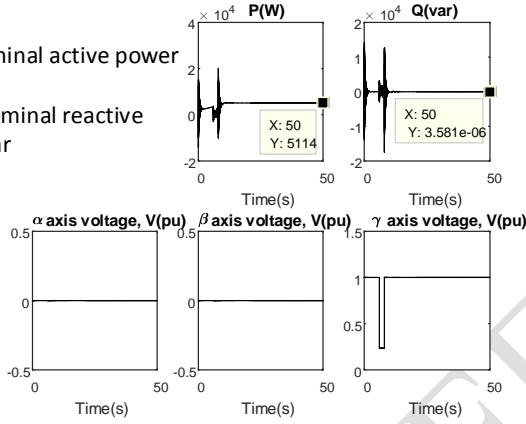 × 10⁴ P(W)
× 10⁴ Q(var)
minal active power
minal reactive
4
2
0
-2
X: 50
Y: 5114
0 50
Time(s)
2
1
0
-1
-2
X: 50
Y: 3.581e-06
0 50
Time(s)
α axis voltage, V(pu)
0.5
0
-0.5
0 50
Time(s)
β axis voltage, V(pu)
0.5
0
-0.5
0 50
Time(s)
γ axis voltage, V(pu)
1.5
1
0.5
0
0 50
Time(s)